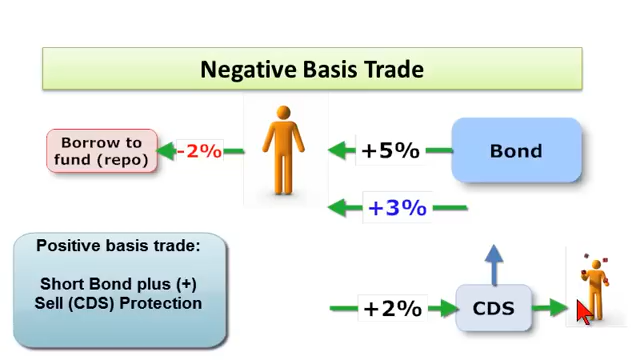 Negative Basis Trade
Borrow to
fund (repo)
-2%
+5%
Bond
+3%
Positive basis trade:
Short Bond plus (+)
Sell (CDS) Protection
+2%
CDS